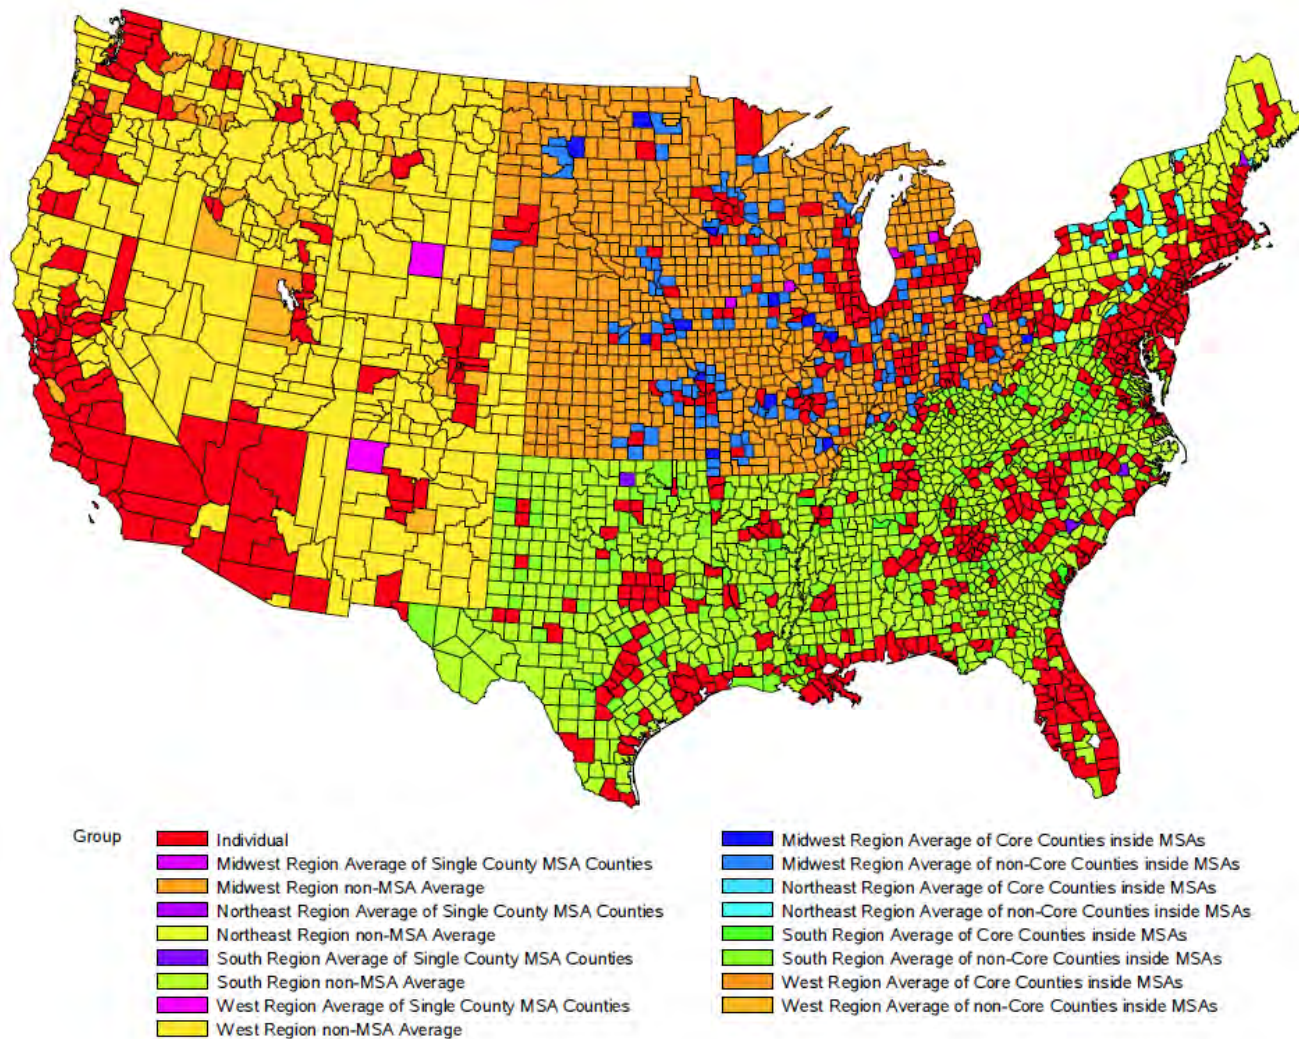 Group
Individual
Midwest Region Average of Single County MSA Counties
Midwest Region non-MSA Average
Northeast Region Average of Single County MSA Counties
Northeast Region non-MSA Average
South Region Average of Single County MSA Counties
South Region non-MSA Average
West Region Average of Single County MSA Counties
West Region non-MSA Average
Midwest Region Average of Core Counties inside MSAs
Midwest Region Average of non-Core Counties inside MSAs
Northeast Region Average of Core Counties inside MSAs
Northeast Region Average of non-Core Counties inside MSAs
South Region Average of Core Counties inside MSAs
South Region Average of non-Core Counties inside MSAs
West Region Average of Core Counties inside MSAs
West Region Average of non-Core Counties inside MSAs